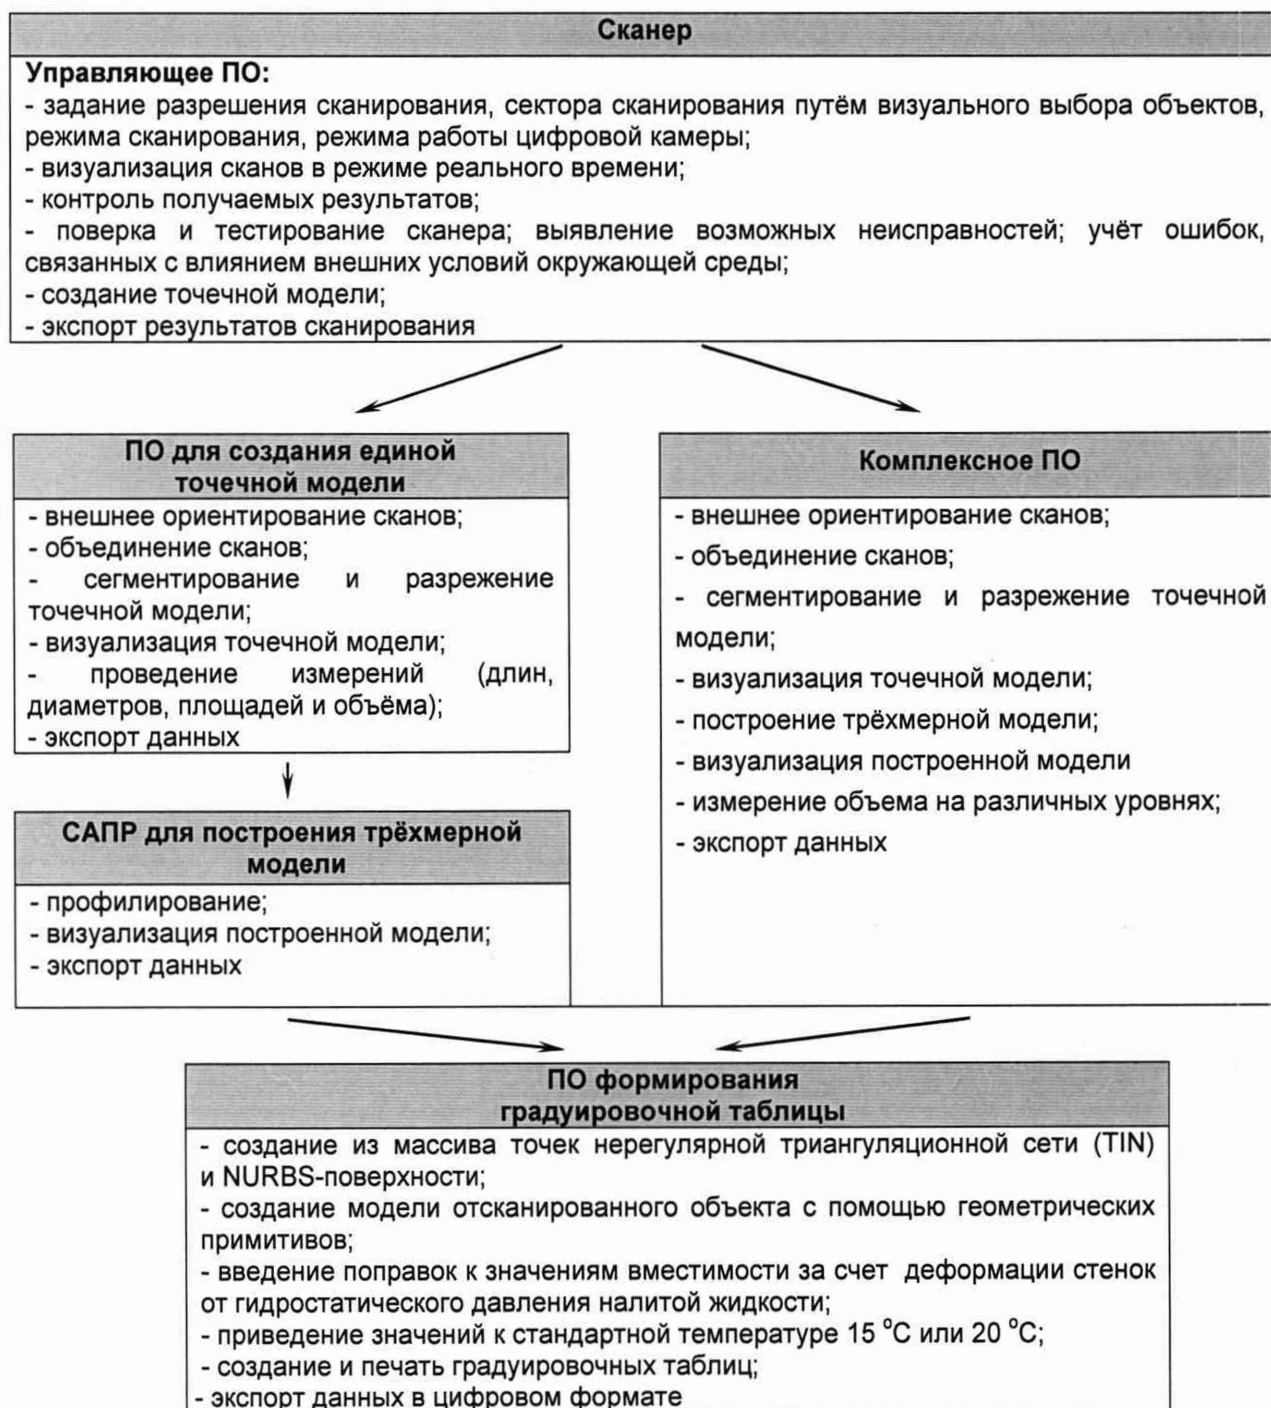 Сканер
Управляющее ПО:
- задание разрешения сканирования, сектора сканирования путём визуального выбора объектов,
режима сканирования, режима работы цифровой камеры;
- визуализация сканов в режиме реального времени;
- контроль получаемых результатов;
- поверка и тестирование сканера; выявление возможных неисправностей; учёт ошибок,
связанных с влиянием внешних условий окружающей среды;
- создание точечной модели;
- экспорт результатов сканирования
ПО для создания единой
точечной модели
- внешнее ориентирование сканов;
- объединение сканов;
- сегментирование и разрежение
точечной модели;
- визуализация точечной модели;
- проведение измерений (длин,
диаметров, площадей и объёма);
- экспорт данных
САПР для построения трёхмерной
модели
- профилирование;
- визуализация построенной модели;
- экспорт данных
Комплексное ПО
- внешнее ориентирование сканов;
- объединение сканов;
- сегментирование и разрежение точечной
модели;
- визуализация точечной модели;
- построение трёхмерной модели;
- визуализация построенной модели
- измерение объема на различных уровнях;
- экспорт данных
ПО формирования
градуировочной таблицы
- создание из массива точек нерегулярной триангуляционной сети (TIN)
и NURBS-поверхности;
- создание модели отсканированного объекта с помощью геометрических
примитивов;
- введение поправок к значениям вместимости за счет деформации стенок
от гидростатического давления налитой жидкости;
- приведение значений к стандартной температуре 15 °C или 20 °C;
- создание и печать градуировочных таблиц;
- экспорт данных в цифровом формате